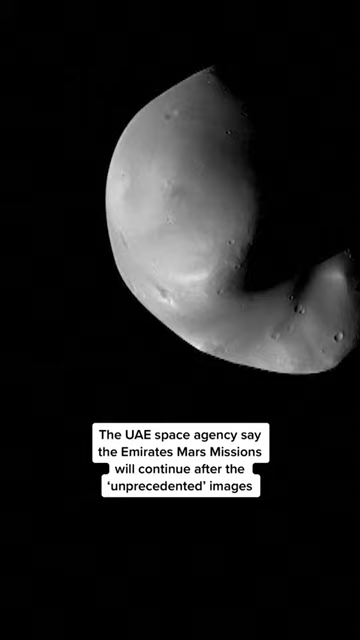 The UAE space agency say
the Emirates Mars Missions
will continue after the
‘unprecedented’ images